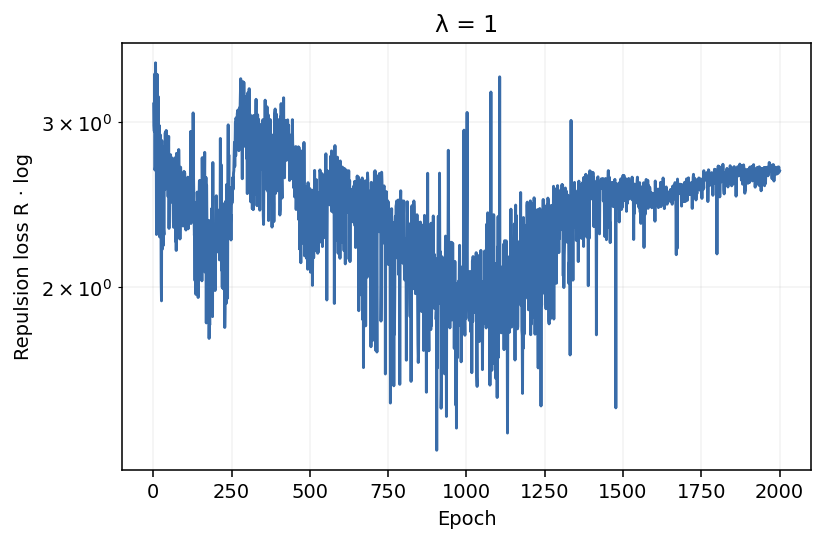 λ = 1
Repulsion loss R · log
3 × 10⁰
2 × 10⁰
0 250 500 750 1000 1250 1500 1750 2000
Epoch